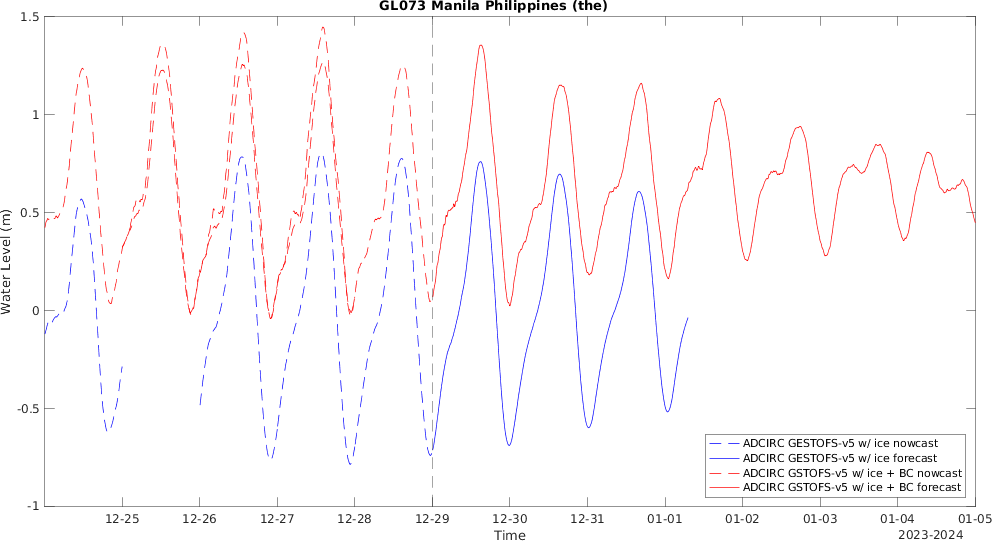 GL073 Manila Philippines (the)
1.5
1
0.5
0
-0.5
-1
Water Level (m)
12-25 12-26 12-27 12-28 12-29 12-30 12-31 01-01 01-02 01-03 01-04 01-05
Time
2023-2024
ADCIRC GESTOFS-v5 w/ ice nowcast
ADCIRC GESTOFS-v5 w/ ice forecast
ADCIRC GSTOFS-v5 w/ ice + BC nowcast
ADCIRC GSTOFS-v5 w/ ice + BC forecast